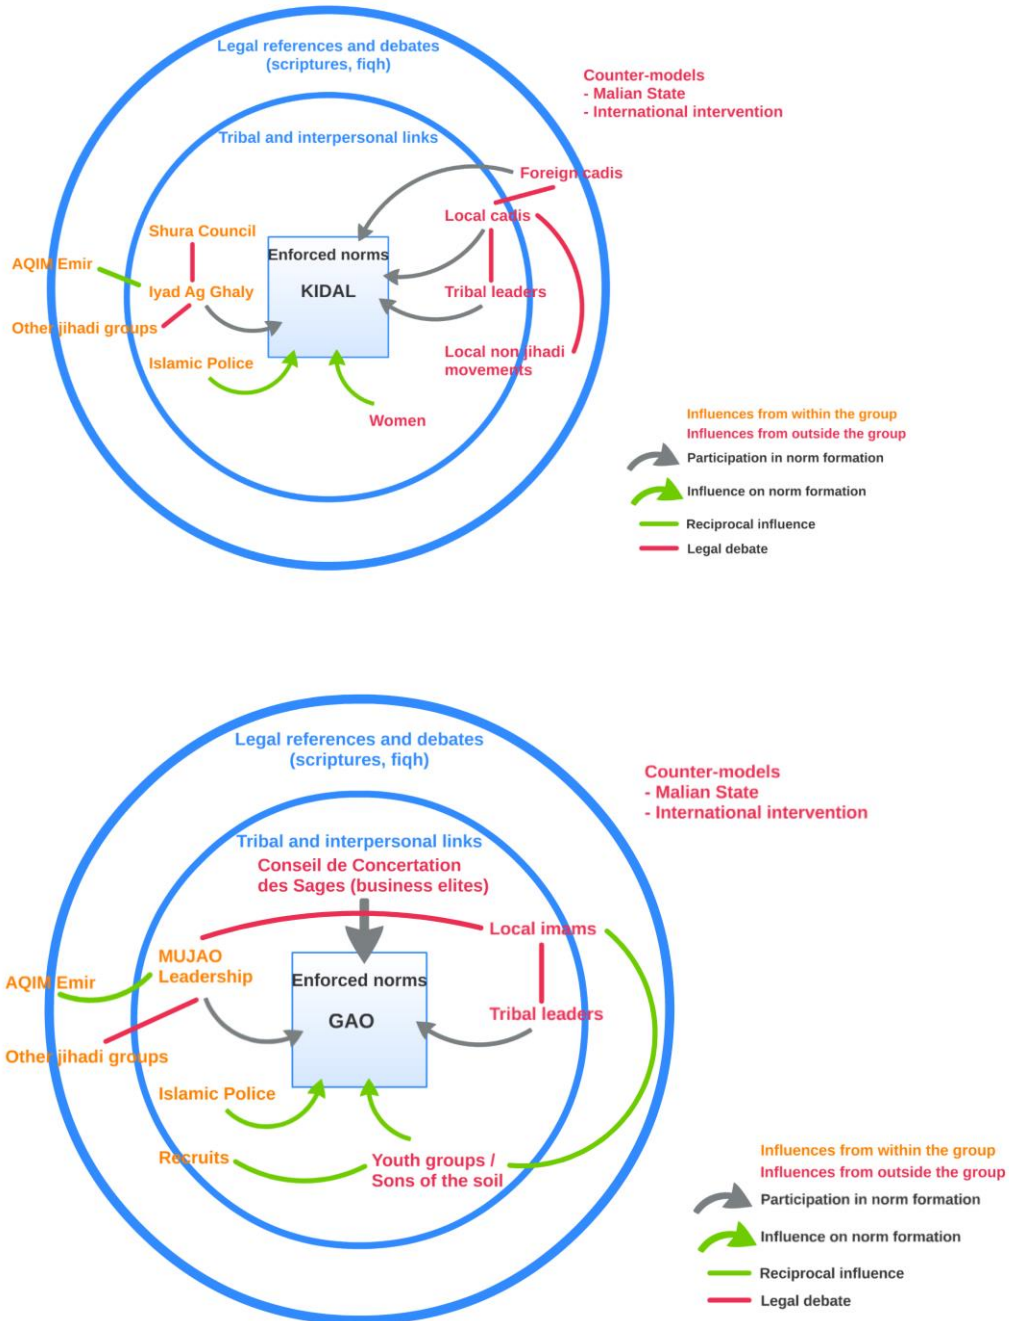 Legal references and debates
(scriptures, fiqh)
Counter-models
- Malian State
- International intervention
Tribal and interpersonal links
Foreign cadis
Local cadis
Shura Council
Enforced norms
AQIM Emir
Iyad Ag Ghaly
KIDAL
Tribal leaders
Other jihadi groups
Local non jihadi
movements
Islamic Police
Women
Influences from within the group
Influences from outside the group
Participation in norm formation
Influence on norm formation
Reciprocal influence
Legal debate
Legal references and debates
(scriptures, fiqh)
Counter-models
- Malian State
- International intervention
Tribal and interpersonal links
Conseil de Concertation
des Sages (business elites)
Local imams
MUJAO
Leadership
AQIM Emir
Enforced norms
GAO
Tribal leaders
Other jihadi groups
Islamic Police
Recruits
Youth groups /
Sons of the soil
Influences from within the group
Influences from outside the group
Participation in norm formation
Influence on norm formation
Reciprocal influence
Legal debate